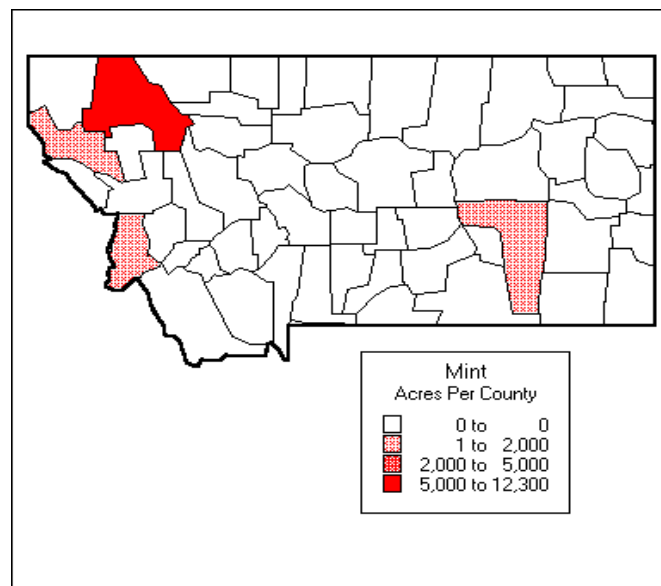 Mint
Acres Per County
0 to 0
1 to 2,000
2,000 to 5,000
5,000 to 12,300